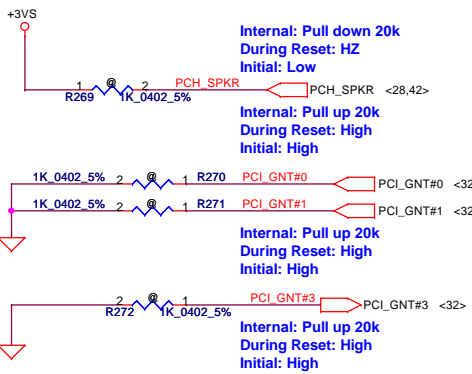 +3VS
Internal: Pull down 20k
During Reset: HZ
Initial: Low
1 @ 2 PCH_SPKR PCH_SPKR <28,42>
R269 1K_0402_5%
Internal: Pull up 20k
During Reset: High
Initial: High
1K_0402_5% 2 @ 1 R270 PCI_GNT#0 PCI_GNT#0 <32
1K_0402_5% 2 @ 1 R271 PCI_GNT#1 PCI_GNT#1 <32
Internal: Pull up 20k
During Reset: High
Initial: High
2 @ 1 PCI_GNT#3 PCI_GNT#3 <32>
R272 1K_0402_5%
Internal: Pull up 20k
During Reset: High
Initial: High